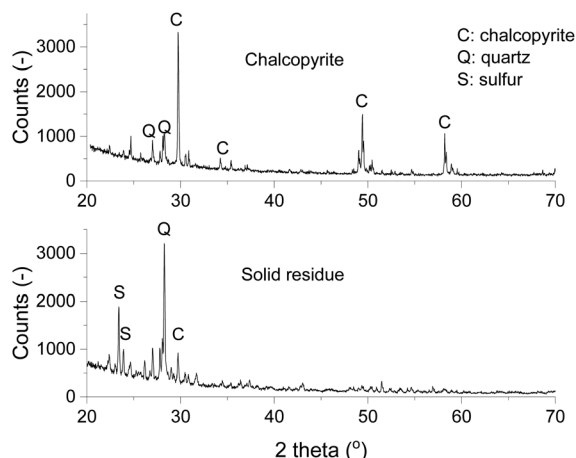 C
C: chalcopyrite
Q: quartz
S: sulfur
Chalcopyrite
3000
2000
1000
0
Counts (-)
Q
Q
C
C
C
20
30
40
50
60
70
Q
Solid residue
3000
2000
1000
0
Counts (-)
S
S
C
20
30
40
50
60
70
2 theta (º)